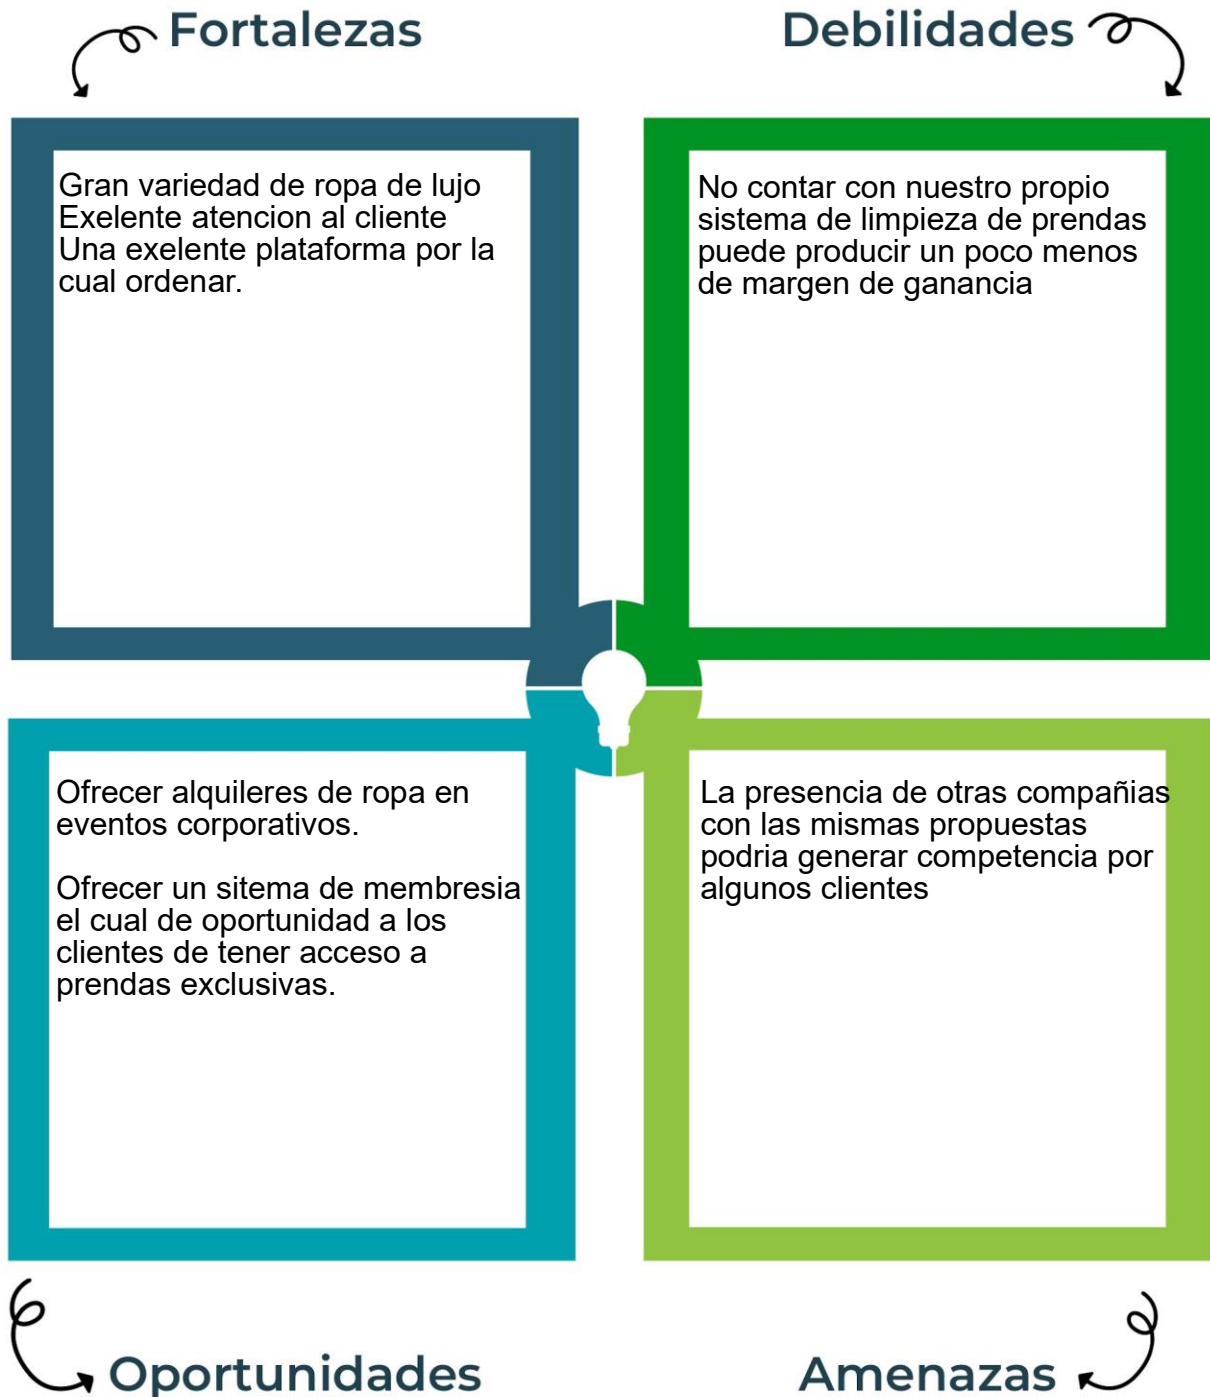 Fortalezas
Gran variedad de ropa de lujo
Exelente atencion al cliente
Una exelente plataforma por la
cual ordenar.
Debilidades
No contar con nuestro propio
sistema de limpieza de prendas
puede producir un poco menos
de margen de ganancia
Ofrecer alquileres de ropa en
eventos corporativos.
Ofrecer un sitema de membresia
el cual de oportunidad a los
clientes de tener acceso a
prendas exclusivas.
Oportunidades
La presencia de otras compañias
con las mismas propuestas
podria generar competencia por
algunos clientes
Amenazas